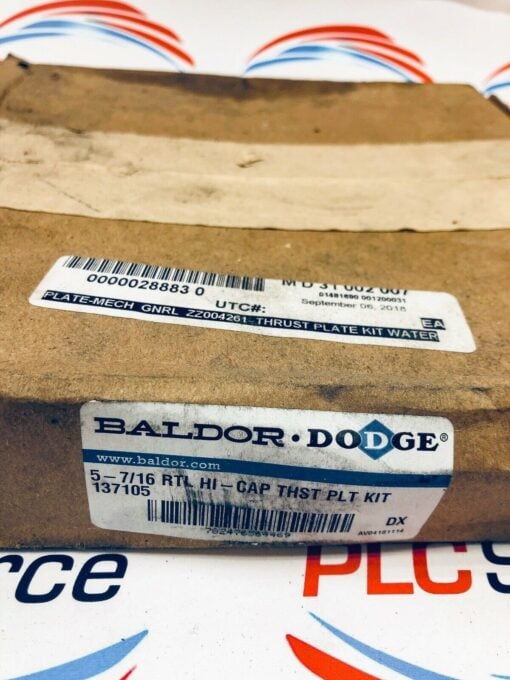 0000028883 0
M D 31 002 007
01481690 001200031
UTC#:
September 06, 2018
EA
PLATE-MECH GNRL ZZ004261-THRUST PLATE KIT WATER
BALDOR · DODGE®
www.baldor.com
5-7/16 RTL HI-CAP THST PLT KIT
137105
DX
AV04181114
rce
PLC S